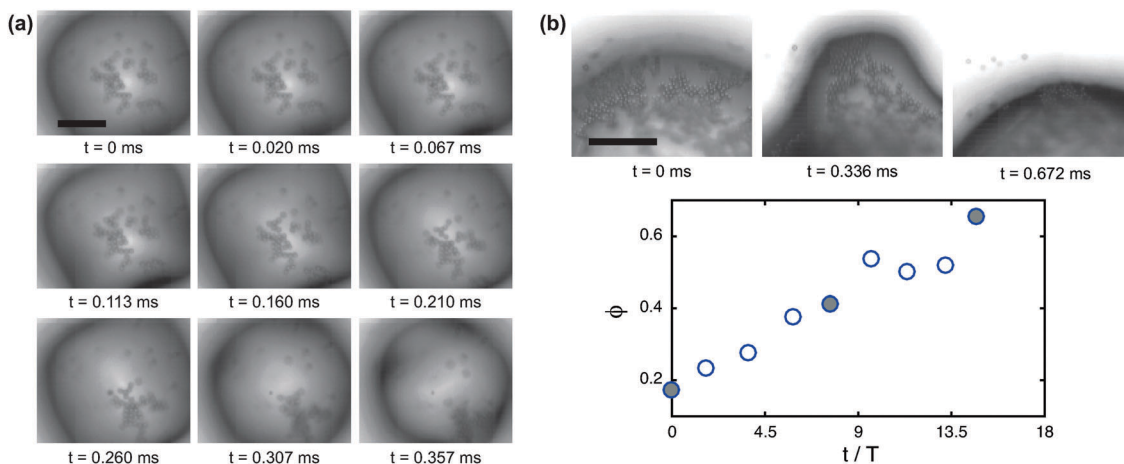 (a)
t = 0 ms
t = 0.020 ms
t = 0.067 ms
t = 0.113 ms
t = 0.160 ms
t = 0.210 ms
t = 0.260 ms
t = 0.307 ms
t = 0.357 ms
(b)
t = 0 ms
t = 0.336 ms
t = 0.672 ms
0.6
0.4
0.2
ϕ
0
4.5
9
13.5
18
t / T